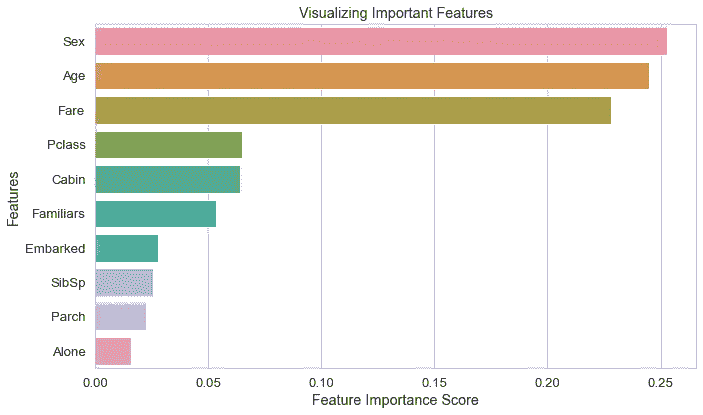 Visualizing Important Features
Sex
Age
Fare
Pclass
Cabin
Familiars
Embarked
SibSp
Parch
Alone
Features
0.00 0.05 0.10 0.15 0.20 0.25
Feature Importance Score